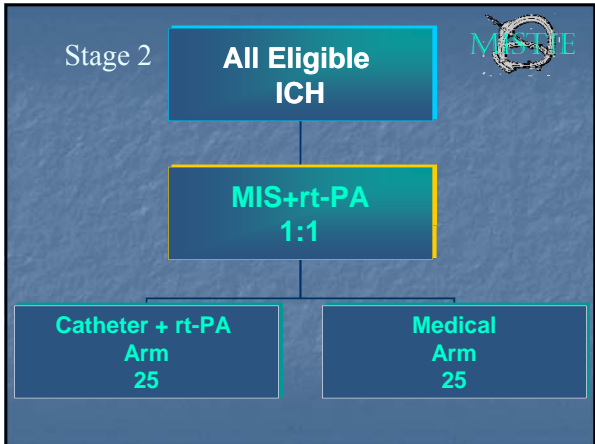 Stage 2
MISTIE
All Eligible
ICH
MIS+rt-PA
1:1
Catheter + rt-PA
Arm
25
Medical
Arm
25